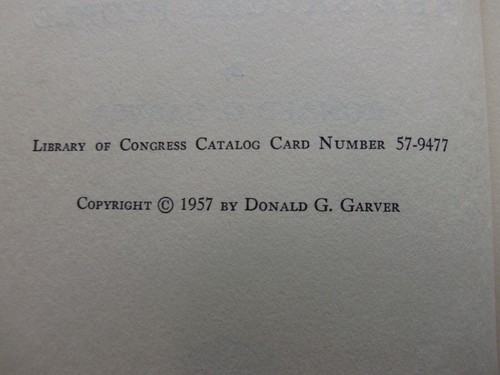 Library of Congress Catalog Card Number 57-9477
Copyright © 1957 by Donald G. Garver